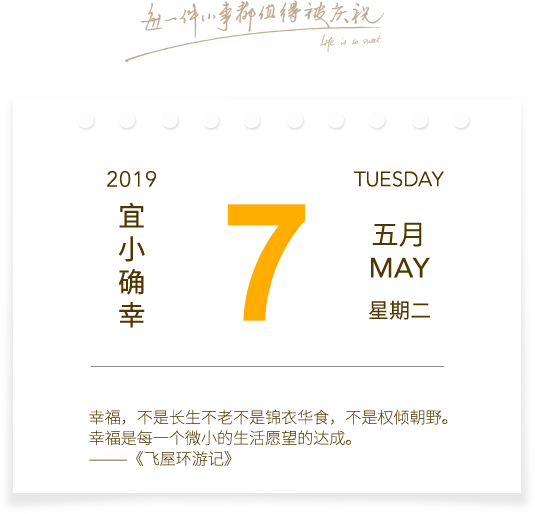 每一件小事都值得被庆祝
Life is so sweet
2019
TUESDAY
宜小确幸
7
五月
MAY
星期二
幸福，不是长生不老不是锦衣华食，不是权倾朝野。
幸福是每一个微小的生活愿望的达成。
——《飞屋环游记》